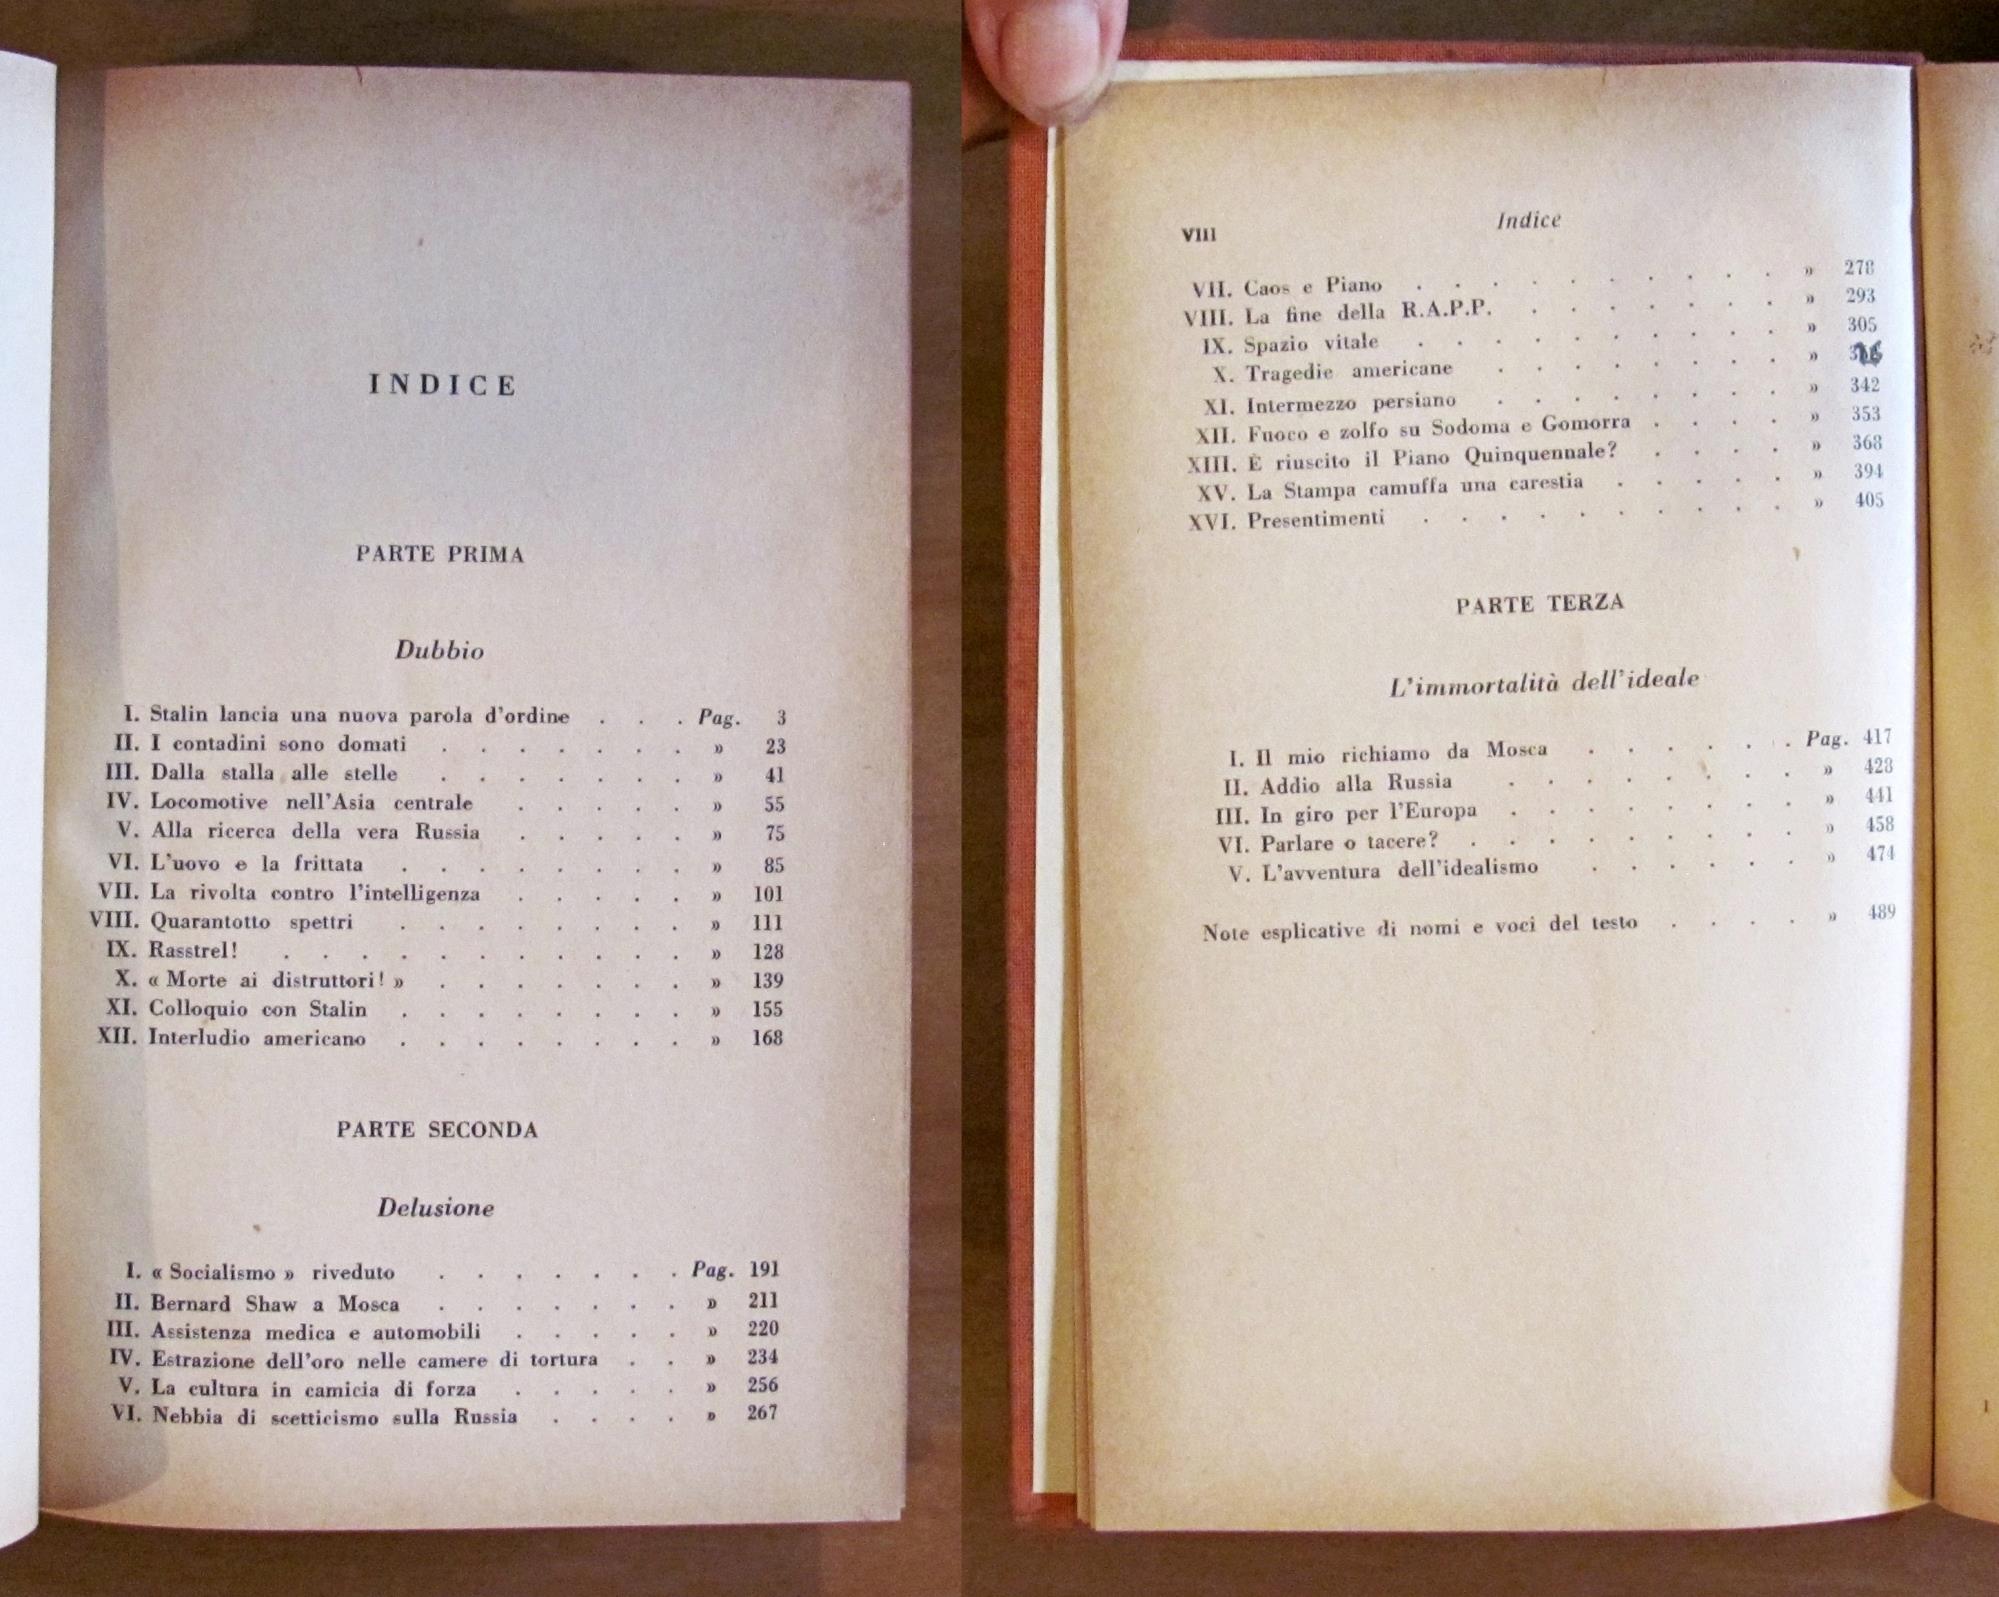 INDICE
PARTE PRIMA
Dubbio
I. Stalin lancia una nuova parola d'ordine . . . Pag. 3
II. I contadini sono domati . . . . . . . » 23
III. Dalla stalla alle stelle . . . . . . . » 41
IV. Locomotive nell'Asia centrale . . . . . » 55
V. Alla ricerca della vera Russia . . . . . » 75
VI. L'uovo e la frittata . . . . . . . . » 85
VII. La rivolta contro l'intelligenza . . . . . » 101
VIII. Quarantotto spettri . . . . . . . . » 111
IX. Rasstrel! . . . . . . . . . . . » 128
X. « Morte ai distruttori! » . . . . . . . » 139
XI. Colloquio con Stalin . . . . . . . . » 155
XII. Interludio americano . . . . . . . . » 168
PARTE SECONDA
Delusione
I. « Socialismo » riveduto . . . . . . . Pag. 191
II. Bernard Shaw a Mosca . . . . . . . » 211
III. Assistenza medica e automobili . . . . . » 220
IV. Estrazione dell'oro nelle camere di tortura . . » 234
V. La cultura in camicia di forza . . . . . » 256
VI. Nebbia di scetticismo sulla Russia . . . . » 267
VIII Indice
VII. Caos e Piano . . . . . . . . . . » 278
VIII. La fine della R.A.P.P. . . . . . . . » 293
IX. Spazio vitale . . . . . . . . . . » 305
X. Tragedie americane . . . . . . . . »
XI. Intermezzo persiano . . . . . . . . » 342
XII. Fuoco e zolfo su Sodoma e Gomorra . . . . » 353
XIII. È riuscito il Piano Quinquennale? . . . . » 368
XV. La Stampa camuffa una carestia . . . . . » 394
XVI. Presentimenti . . . . . . . . . . » 405
PARTE TERZA
L'immortalità dell'ideale
I. Il mio richiamo da Mosca . . . . . . Pag. 417
II. Addio alla Russia . . . . . . . . » 428
III. In giro per l'Europa . . . . . . . . » 441
VI. Parlare o tacere? . . . . . . . . . » 458
V. L'avventura dell'idealismo . . . . . . » 474
Note esplicative di nomi e voci del testo . . . . » 489